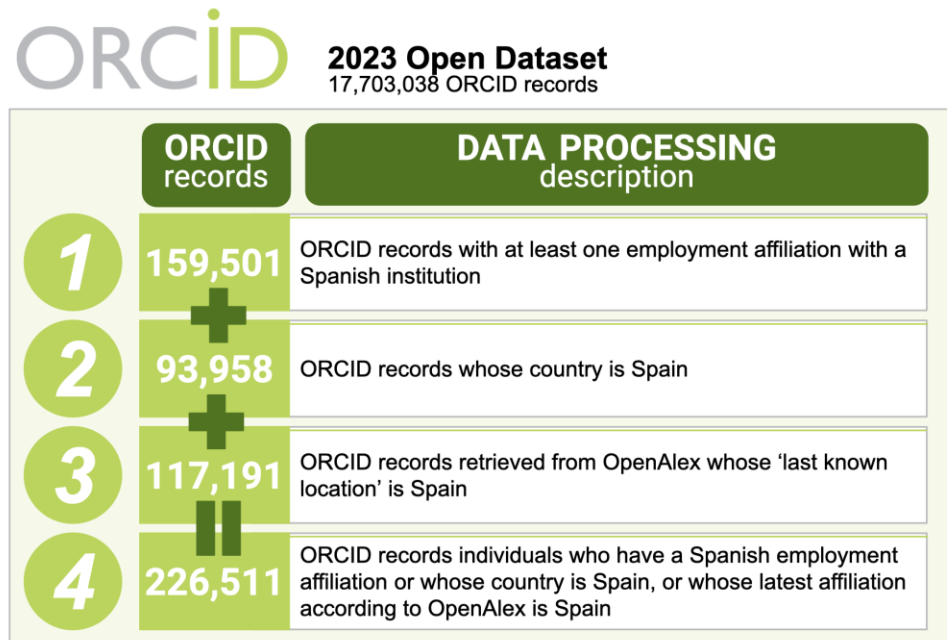 ORCiD
2023 Open Dataset
17,703,038 ORCID records
ORCID
records
DATA PROCESSING
description
1
159,501
ORCID records with at least one employment affiliation with a
Spanish institution
+
2
93,958
ORCID records whose country is Spain
+
3
117,191
ORCID records retrieved from OpenAlex whose ‘last known
location’ is Spain
=
4
226,511
ORCID records individuals who have a Spanish employment
affiliation or whose country is Spain, or whose latest affiliation
according to OpenAlex is Spain